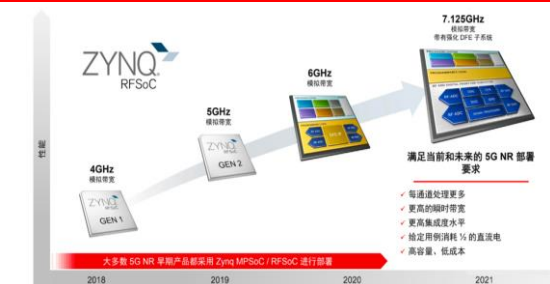 7.125GHz
模拟带宽
带有强化 DFE 子系统
ZYNQ
RFSoC
6GHz
模拟带宽
5GHz
模拟带宽
ZYNQ
GEN 2
4GHz
模拟带宽
ZYNQ
GEN 1
性能
满足当前和未来的 5G NR 部署
要求
✓ 每通道处理更多
✓ 更高的瞬时带宽
✓ 更高集成度水平
✓ 给定用例消耗 ½ 的直流电
✓ 高容量、低成本
大多数 5G NR 早期产品都采用 Zynq MPSoC / RFSoC 进行部署
2018
2019
2020
2021